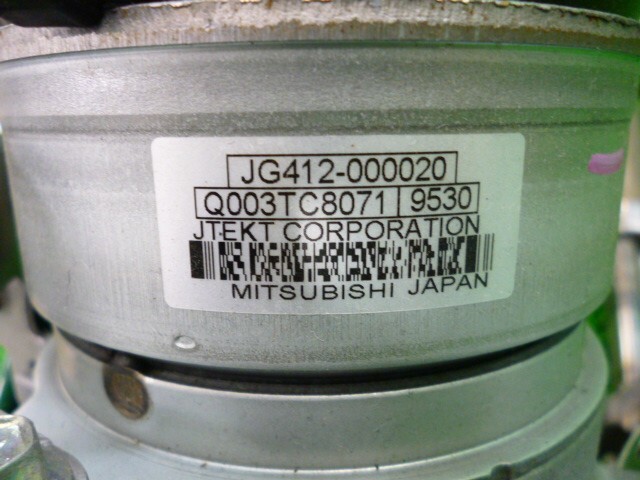 JG412-000020
Q003TC8071 9530
JTEKT CORPORATION
MITSUBISHI JAPAN